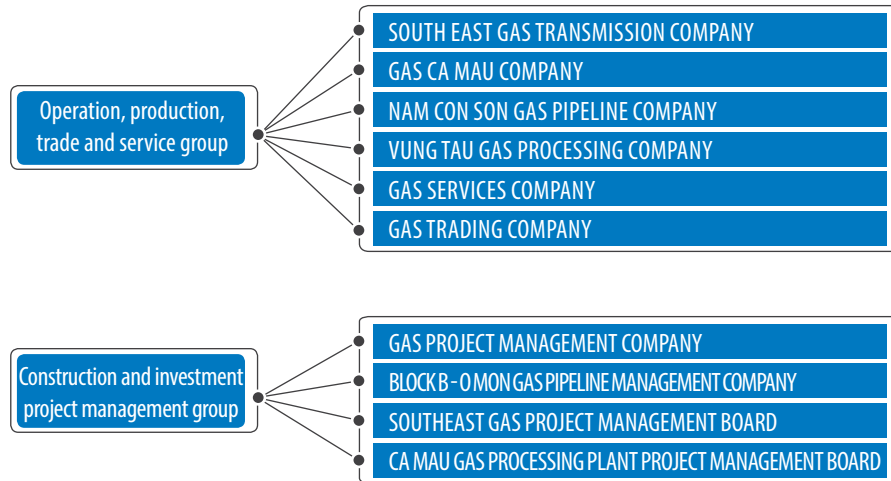 Operation, production,
trade and service group
SOUTH EAST GAS TRANSMISSION COMPANY
GAS CA MAU COMPANY
NAM CON SON GAS PIPELINE COMPANY
VUNG TAU GAS PROCESSING COMPANY
GAS SERVICES COMPANY
GAS TRADING COMPANY
Construction and investment
project management group
GAS PROJECT MANAGEMENT COMPANY
BLOCK B - O MON GAS PIPELINE MANAGEMENT COMPANY
SOUTHEAST GAS PROJECT MANAGEMENT BOARD
CA MAU GAS PROCESSING PLANT PROJECT MANAGEMENT BOARD